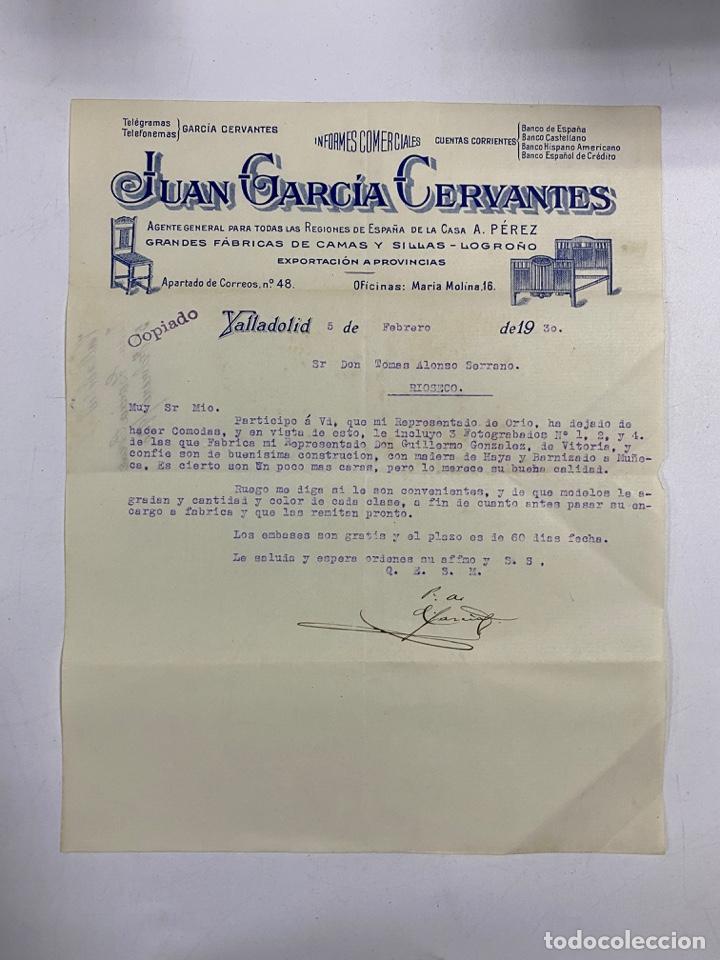 Telégramas
Telefonemas
GARCÍA CERVANTES
INFORMES COMERCIALES
CUENTAS CORRIENTES
Banco de España
Banco Castellano
Banco Hispano Americano
Banco Español de Crédito
JUAN GARCÍA CERVANTES
AGENTE GENERAL PARA TODAS LAS REGIONES DE ESPAÑA DE LA CASA A. PÉREZ
GRANDES FÁBRICAS DE CAMAS Y SILLAS - LOGROÑO
EXPORTACIÓN A PROVINCIAS
Apartado de Correos, nº 48.
Oficinas: Maria Molina, 16.
Copiado
Valladolid 5 de Febrero de 1930.
Sr Don Tomas Alonso Serrano.
RIOSECO.
Muy Sr Mio.
Participo á Vd, que mi Representado de Orio, ha dejado de
hacer Comodas, y en vista de esto, le incluyo 3 Fotograbados Nº 1, 2, y 4.
de las que Fabrica mi Representado Don Guillermo Gonzalez, de Vitoria, y
confie son de buenisima construcion, con madera de Haya y Barnizado a Muñe-
ca. Es cierto son Un poco mas caras, pero lo merece su buena calidad.
Ruego me diga si le son convenientes, y de que modelos le a-
gradan y cantidad y color de cada clase, a fin de cuanto antes pasar su en-
cargo a fabrica y que las remitan pronto.
Los embases son gratis y el plazo es de 60 dias fecha.
Le saluda y espera ordenes su affmo y S. S.
Q. E. S. M.
P. a.
todocoleccion
todocoleccion.net